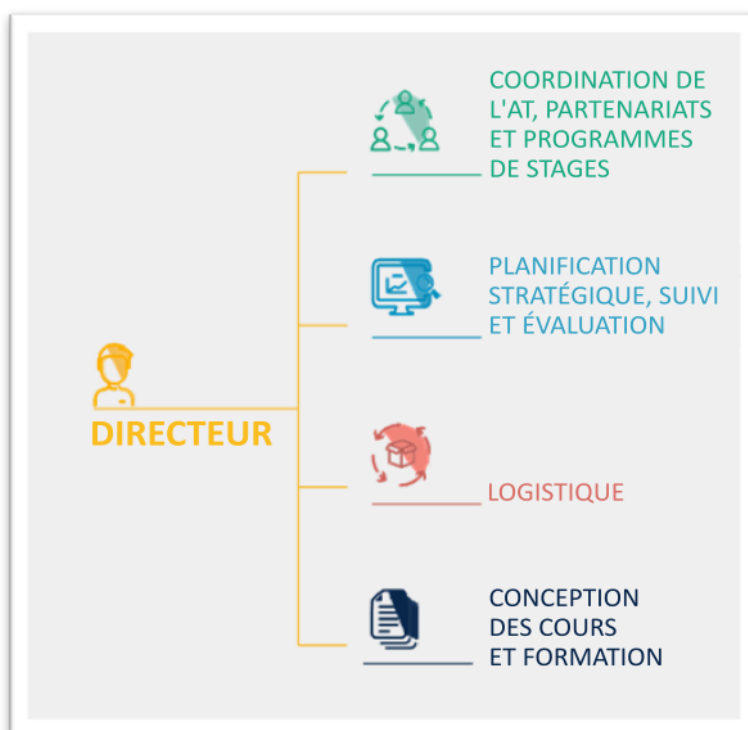 COORDINATION DE
L'AT, PARTENARIATS
ET PROGRAMMES
DE STAGES
PLANIFICATION
STRATÉGIQUE, SUIVI
ET ÉVALUATION
DIRECTEUR
LOGISTIQUE
CONCEPTION
DES COURS
ET FORMATION